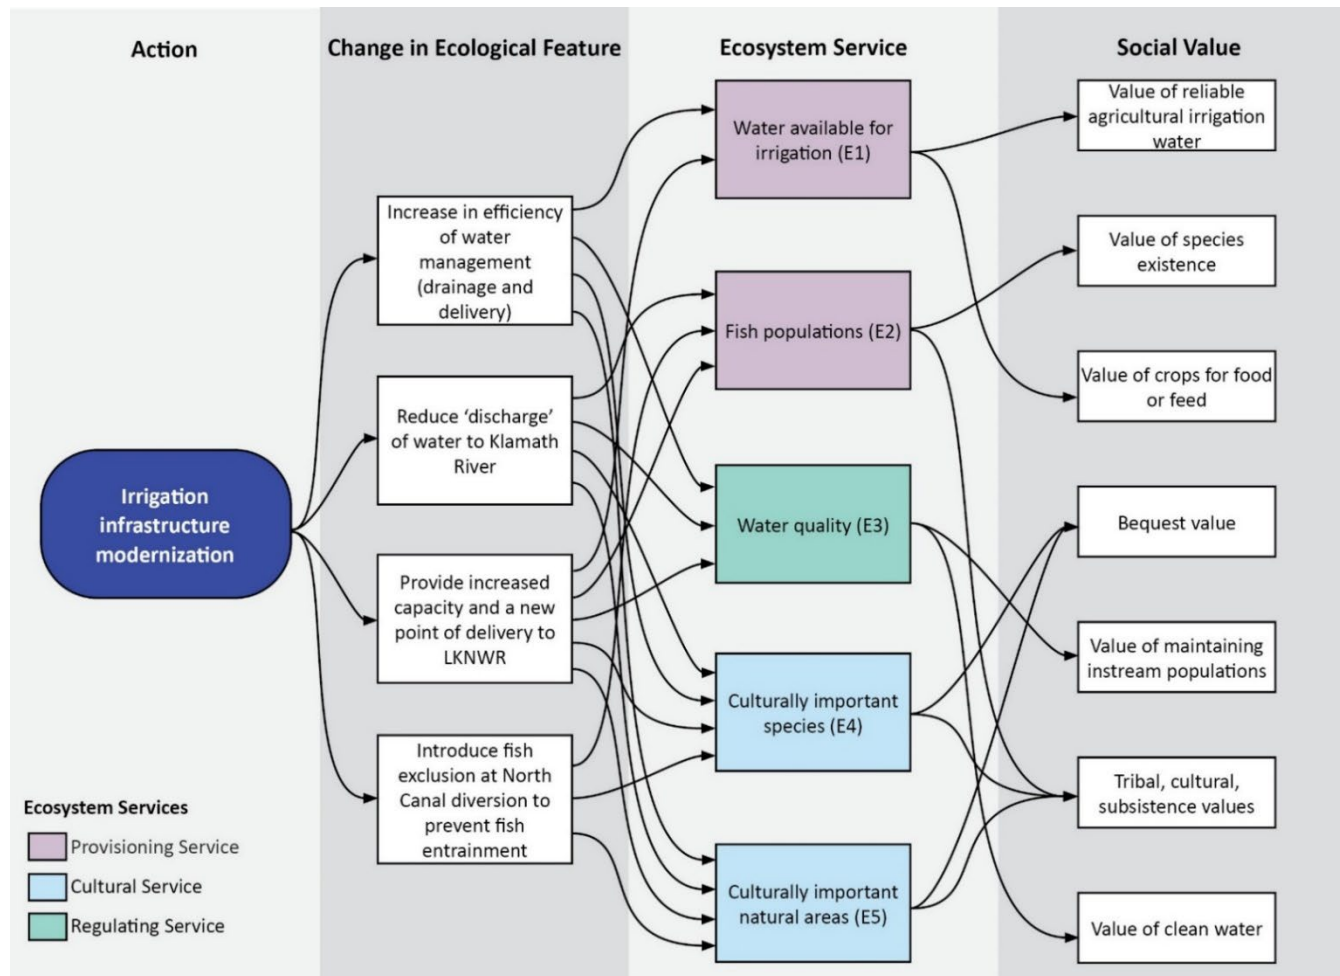 Action
Change in Ecological Feature
Ecosystem Service
Social Value
Increase in efficiency
of water
management
(drainage and
delivery)
Reduce ‘discharge’
of water to Klamath
River
Irrigation
infrastructure
modernization
Provide increased
capacity and a new
point of delivery to
LKNWR
Introduce fish
exclusion at North
Canal diversion to
prevent fish
entrainment
Water available for
irrigation (E1)
Fish populations (E2)
Water quality (E3)
Culturally important
species (E4)
Culturally important
natural areas (E5)
Value of reliable
agricultural irrigation
water
Value of species
existence
Value of crops for food
or feed
Bequest value
Value of maintaining
instream populations
Tribal, cultural,
subsistence values
Value of clean water
Ecosystem Services
Provisioning Service
Cultural Service
Regulating Service